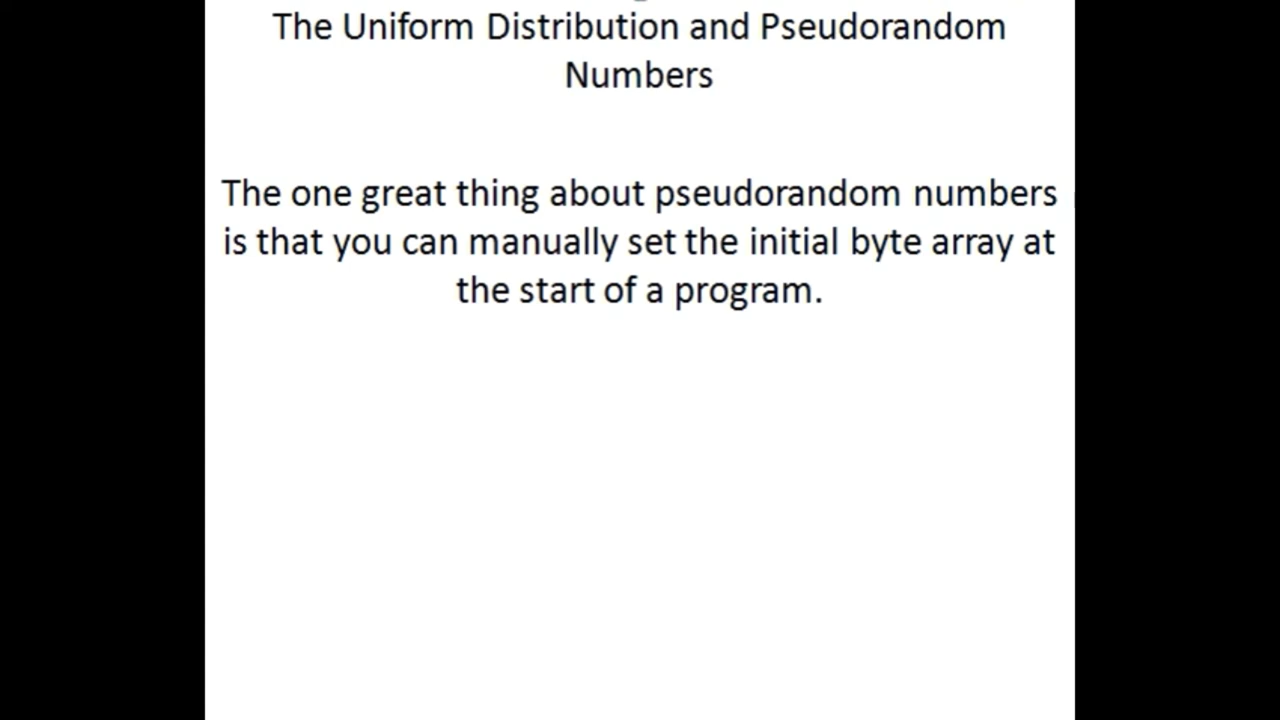 The Uniform Distribution and Pseudorandom
Numbers
The one great thing about pseudorandom numbers
is that you can manually set the initial byte array at
the start of a program.